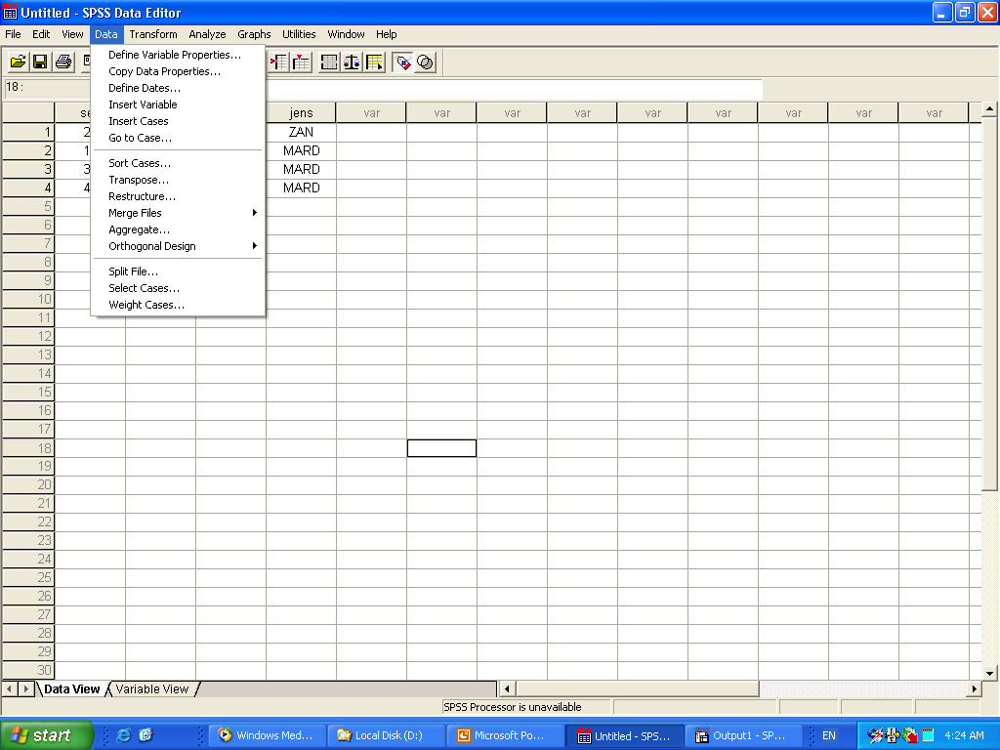 Untitled - SPSS Data Editor
File Edit View Data Transform Analyze Graphs Utilities Window Help
Define Variable Properties...
Copy Data Properties...
Define Dates...
Insert Variable
Insert Cases
Go to Case...
Sort Cases...
Transpose...
Restructure...
Merge Files
Aggregate...
Orthogonal Design
Split File...
Select Cases...
Weight Cases...
18 :
se jens var var var var var var var var var
1 2 ZAN
2 1 MARD
3 3 MARD
4 4 MARD
5
6
7
8
9
10
11
12
13
14
15
16
17
18
19
20
21
22
23
24
25
26
27
28
29
30
Data View Variable View
SPSS Processor is unavailable
start Windows Med... Local Disk (D:) Microsoft Po... Untitled - SPS... Output1 - SP... EN 4:24 AM